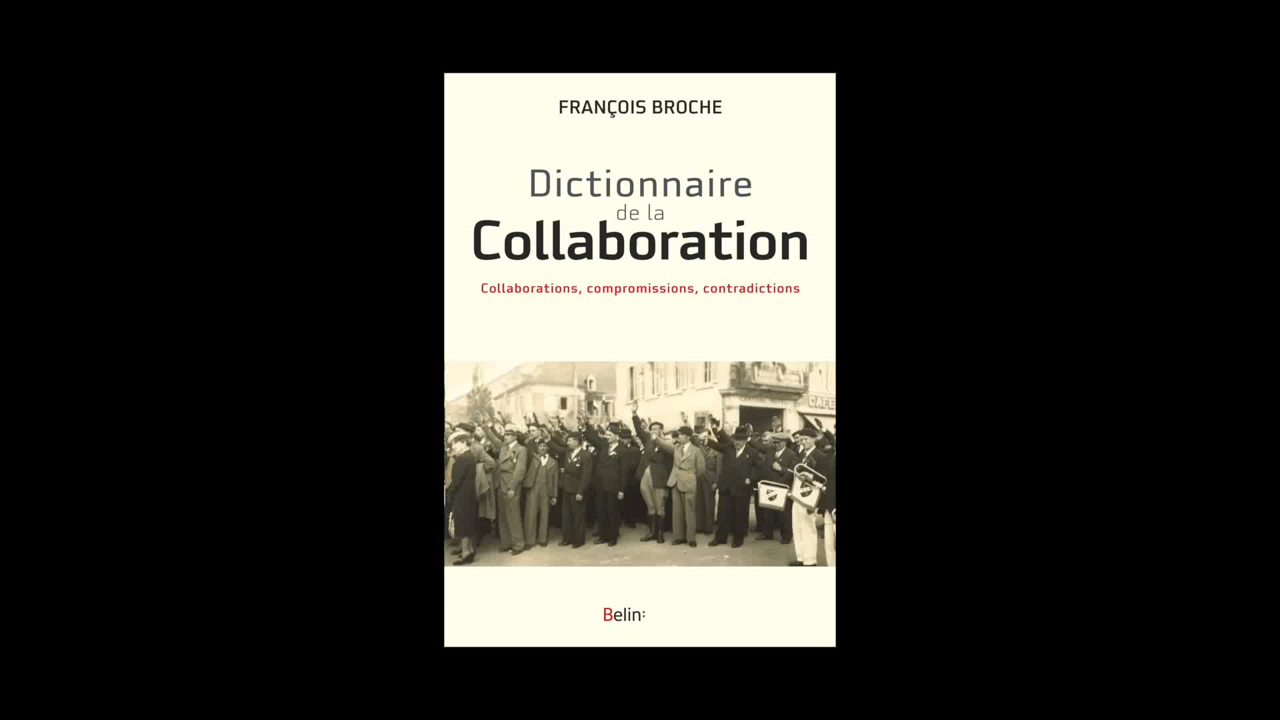 FRANÇOIS BROCHE
Dictionnaire
de la
Collaboration
Collaborations, compromissions, contradictions
CAFE
Belin: